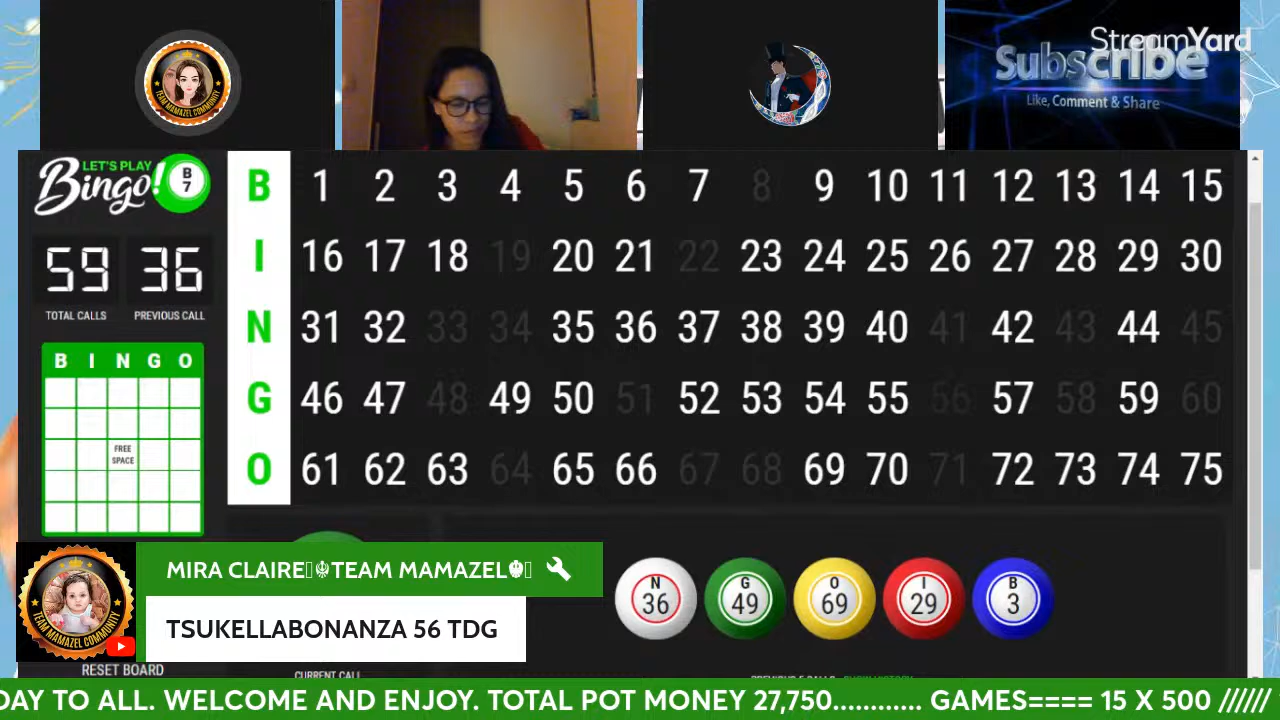 TEAM MAMAZEL COMMUNITY
StreamYard
Subscribe
Like, Comment & Share
LET'S PLAY
Bingo!
B
7
59
36
TOTAL CALLS
PREVIOUS CALL
B I N G O
FREE
SPACE
B 1 2 3 4 5 6 7 8 9 10 11 12 13 14 15
I 16 17 18 19 20 21 22 23 24 25 26 27 28 29 30
N 31 32 33 34 35 36 37 38 39 40 41 42 43 44 45
G 46 47 48 49 50 51 52 53 54 55 56 57 58 59 60
O 61 62 63 64 65 66 67 68 69 70 71 72 73 74 75
N
36
G
49
O
69
I
29
B
3
TEAM MAMAZEL COMMUNITY
MIRA CLAIRE TEAM MAMAZEL
TSUKELLABONANZA 56 TDG
RESET BOARD
CURRENT CALL
DAY TO ALL. WELCOME AND ENJOY. TOTAL POT MONEY 27,750............ GAMES==== 15 X 500 //////